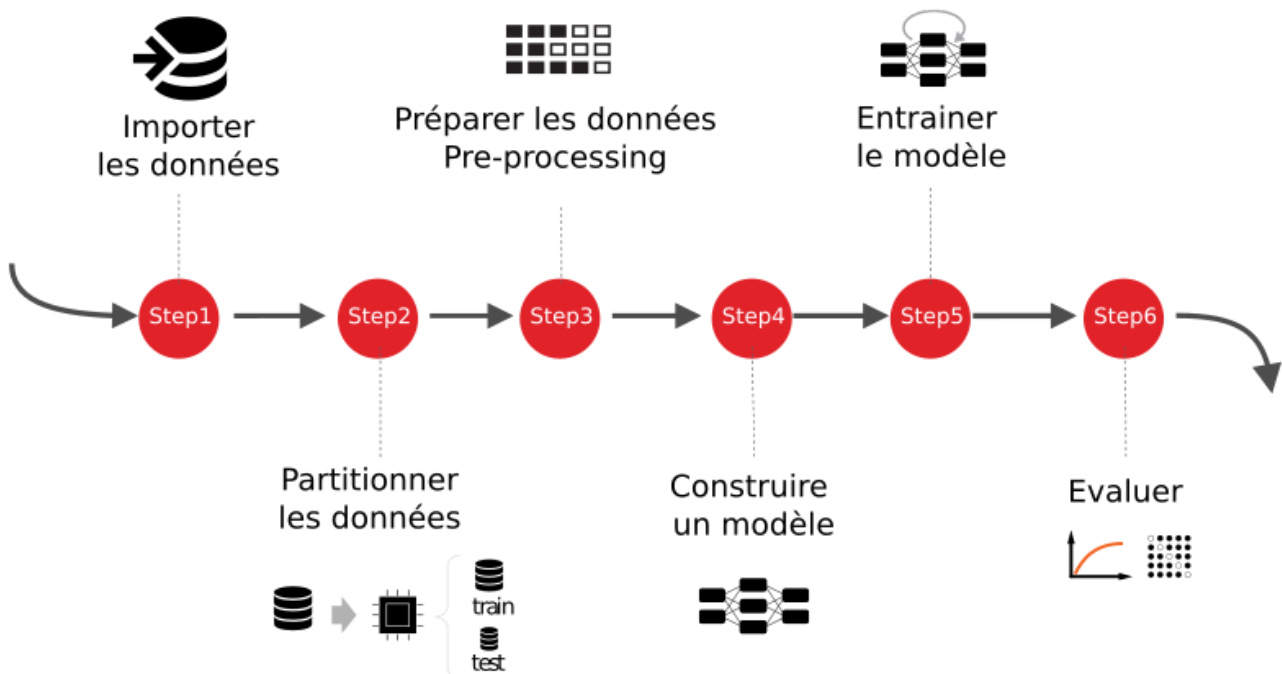 Importer
les données
Préparer les données
Pre-processing
Entrainer
le modèle
Step1
Step2
Step3
Step4
Step5
Step6
Partitionner
les données
train
test
Construire
un modèle
Evaluer